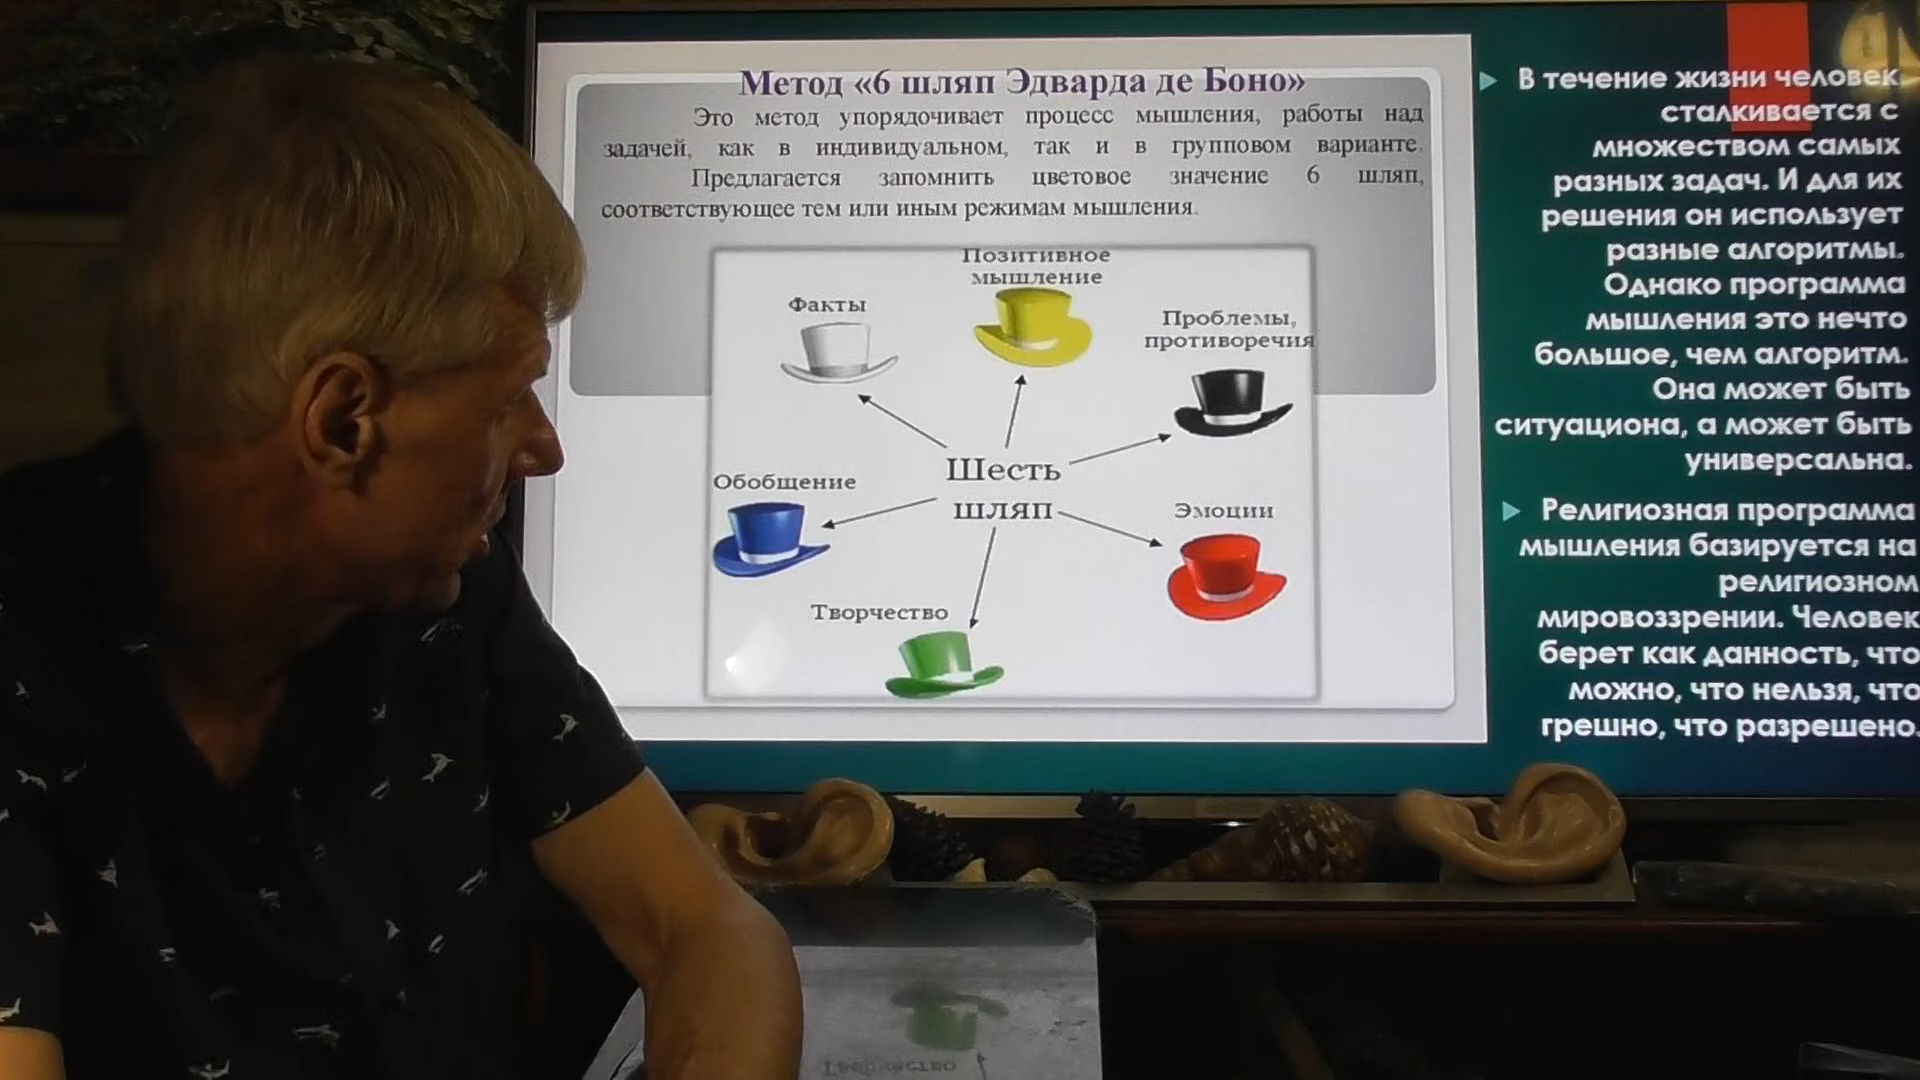 Метод «6 шляп Эдварда де Боно»
Это метод упорядочивает процесс мышления, работы над
задачей, как в индивидуальном, так и в групповом варианте.
Предлагается запомнить цветовое значение 6 шляп,
соответствующее тем или иным режимам мышления.
Позитивное
мышление
Факты
Проблемы,
противоречия
Шесть
шляп
Обобщение
Эмоции
Творчество
В течение жизни человек
сталкивается с
множеством самых
разных задач. И для их
решения он использует
разные алгоритмы.
Однако программа
мышления это нечто
большое, чем алгоритм.
Она может быть
ситуациона, а может быть
универсальна.
Религиозная программа
мышления базируется на
религиозном
мировоззрении. Человек
берет как данность, что
можно, что нельзя, что
грешно, что разрешено.
Творчество